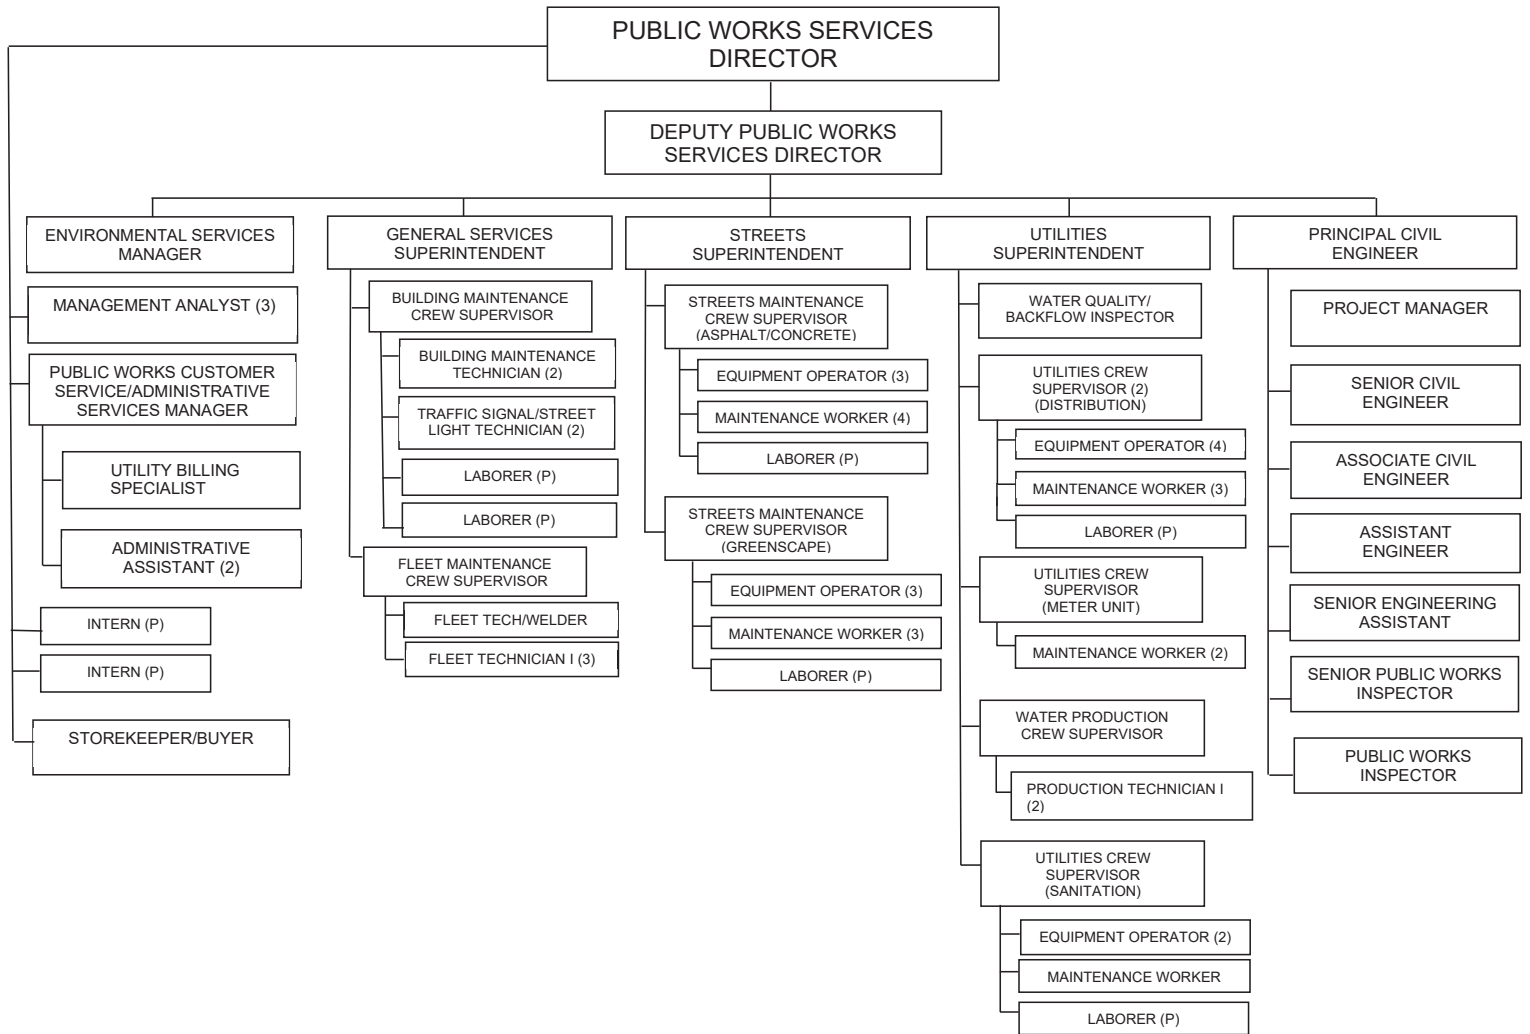 PUBLIC WORKS SERVICES
DIRECTOR
DEPUTY PUBLIC WORKS
SERVICES DIRECTOR
ENVIRONMENTAL SERVICES
MANAGER
MANAGEMENT ANALYST (3)
PUBLIC WORKS CUSTOMER
SERVICE/ADMINISTRATIVE
SERVICES MANAGER
UTILITY BILLING
SPECIALIST
ADMINISTRATIVE
ASSISTANT (2)
INTERN (P)
INTERN (P)
STOREKEEPER/BUYER
GENERAL SERVICES
SUPERINTENDENT
BUILDING MAINTENANCE
CREW SUPERVISOR
BUILDING MAINTENANCE
TECHNICIAN (2)
TRAFFIC SIGNAL/STREET
LIGHT TECHNICIAN (2)
LABORER (P)
LABORER (P)
FLEET MAINTENANCE
CREW SUPERVISOR
FLEET TECH/WELDER
FLEET TECHNICIAN I (3)
STREETS
SUPERINTENDENT
STREETS MAINTENANCE
CREW SUPERVISOR
(ASPHALT/CONCRETE)
EQUIPMENT OPERATOR (3)
MAINTENANCE WORKER (4)
LABORER (P)
STREETS MAINTENANCE
CREW SUPERVISOR
(GREENSCAPE)
EQUIPMENT OPERATOR (3)
MAINTENANCE WORKER (3)
LABORER (P)
UTILITIES
SUPERINTENDENT
WATER QUALITY/
BACKFLOW INSPECTOR
UTILITIES CREW
SUPERVISOR (2)
(DISTRIBUTION)
EQUIPMENT OPERATOR (4)
MAINTENANCE WORKER (3)
LABORER (P)
UTILITIES CREW
SUPERVISOR
(METER UNIT)
MAINTENANCE WORKER (2)
WATER PRODUCTION
CREW SUPERVISOR
PRODUCTION TECHNICIAN I
(2)
UTILITIES CREW
SUPERVISOR
(SANITATION)
EQUIPMENT OPERATOR (2)
MAINTENANCE WORKER
LABORER (P)
PRINCIPAL CIVIL
ENGINEER
PROJECT MANAGER
SENIOR CIVIL
ENGINEER
ASSOCIATE CIVIL
ENGINEER
ASSISTANT
ENGINEER
SENIOR ENGINEERING
ASSISTANT
SENIOR PUBLIC WORKS
INSPECTOR
PUBLIC WORKS
INSPECTOR